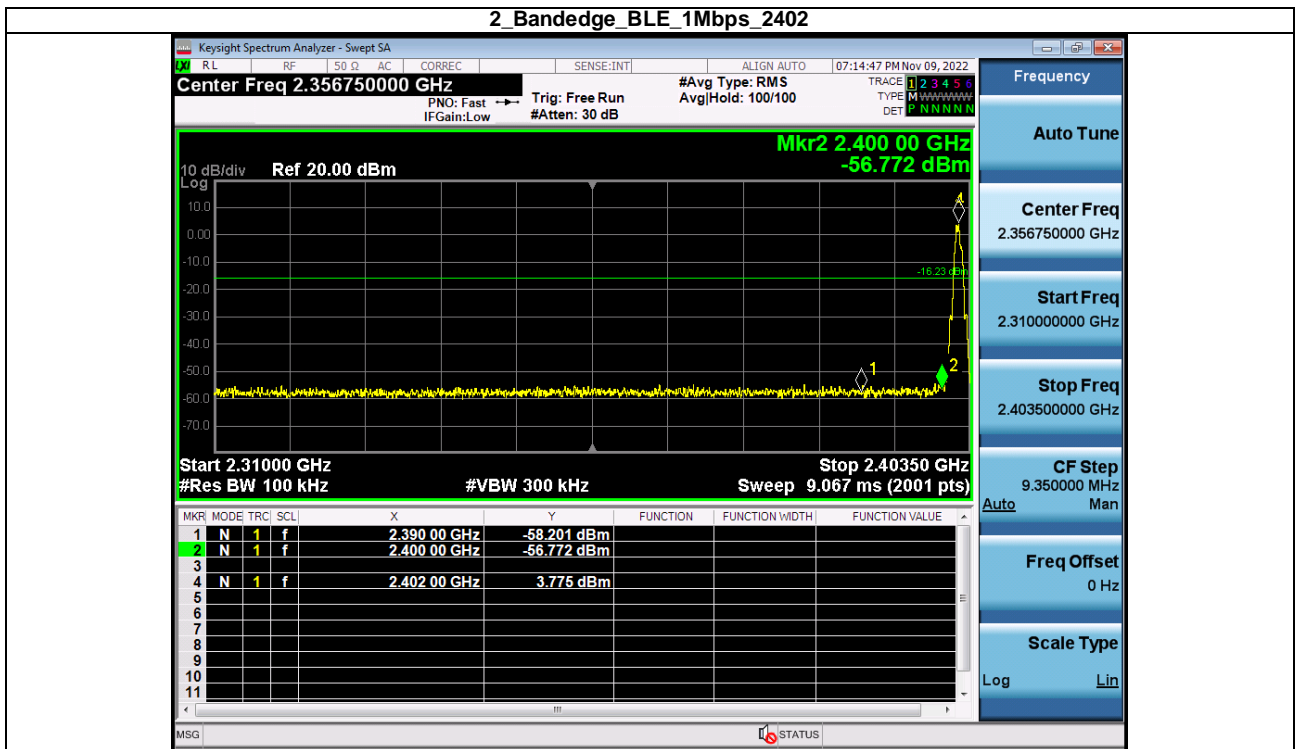 2_Bandedge_BLE_1Mbps_2402
Keysight Spectrum Analyzer - Swept SA
LXI RL RF 50 Ω AC CORREC SENSE:INT ALIGN AUTO 07:14:47 PM Nov 09, 2022
Center Freq 2.356750000 GHz #Avg Type: RMS TRACE 1 2 3 4 5 6
PNO: Fast Trig: Free Run Avg|Hold: 100/100 TYPE M WWWWW
IFGain:Low #Atten: 30 dB DET P N N N N N
Frequency
Auto Tune
Mkr2 2.400 00 GHz
10 dB/div Ref 20.00 dBm -56.772 dBm
Log
10.0
0.00
-10.0
-16.23 dBm
-20.0
-30.0
-40.0
-50.0
-60.0
-70.0
4
1
2
Start 2.31000 GHz Stop 2.40350 GHz
#Res BW 100 kHz #VBW 300 kHz Sweep 9.067 ms (2001 pts)
Center Freq
2.356750000 GHz
Start Freq
2.310000000 GHz
Stop Freq
2.403500000 GHz
CF Step
9.350000 MHz
Auto Man
Freq Offset
0 Hz
Scale Type
Log Lin
MKR MODE TRC SCL X Y FUNCTION FUNCTION WIDTH FUNCTION VALUE
1 N 1 f 2.390 00 GHz -58.201 dBm
2 N 1 f 2.400 00 GHz -56.772 dBm
3
4 N 1 f 2.402 00 GHz 3.775 dBm
5
6
7
8
9
10
11
MSG STATUS